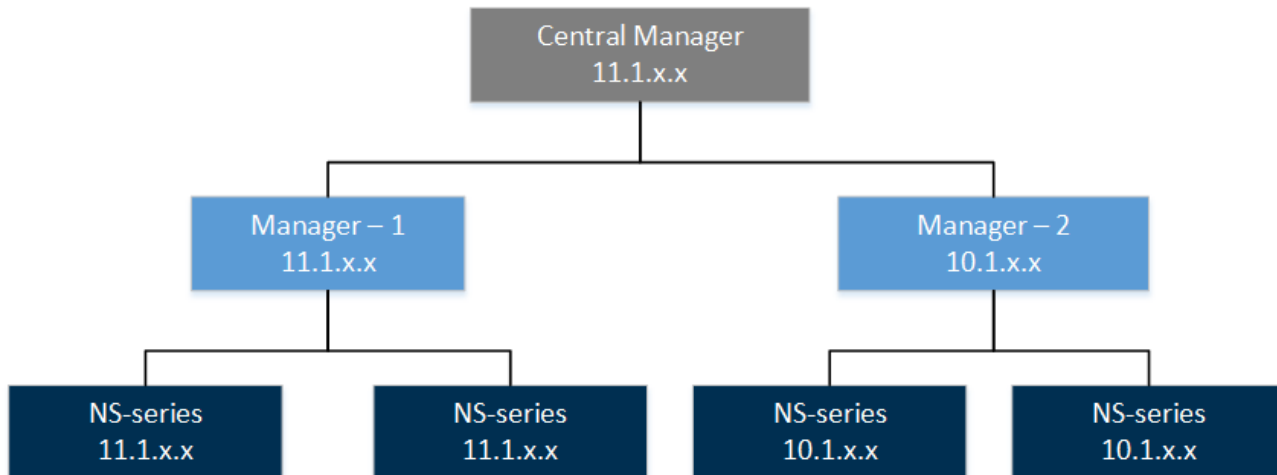 Central Manager
11.1.x.x
Manager – 1
11.1.x.x
Manager – 2
10.1.x.x
NS-series
11.1.x.x
NS-series
11.1.x.x
NS-series
10.1.x.x
NS-series
10.1.x.x